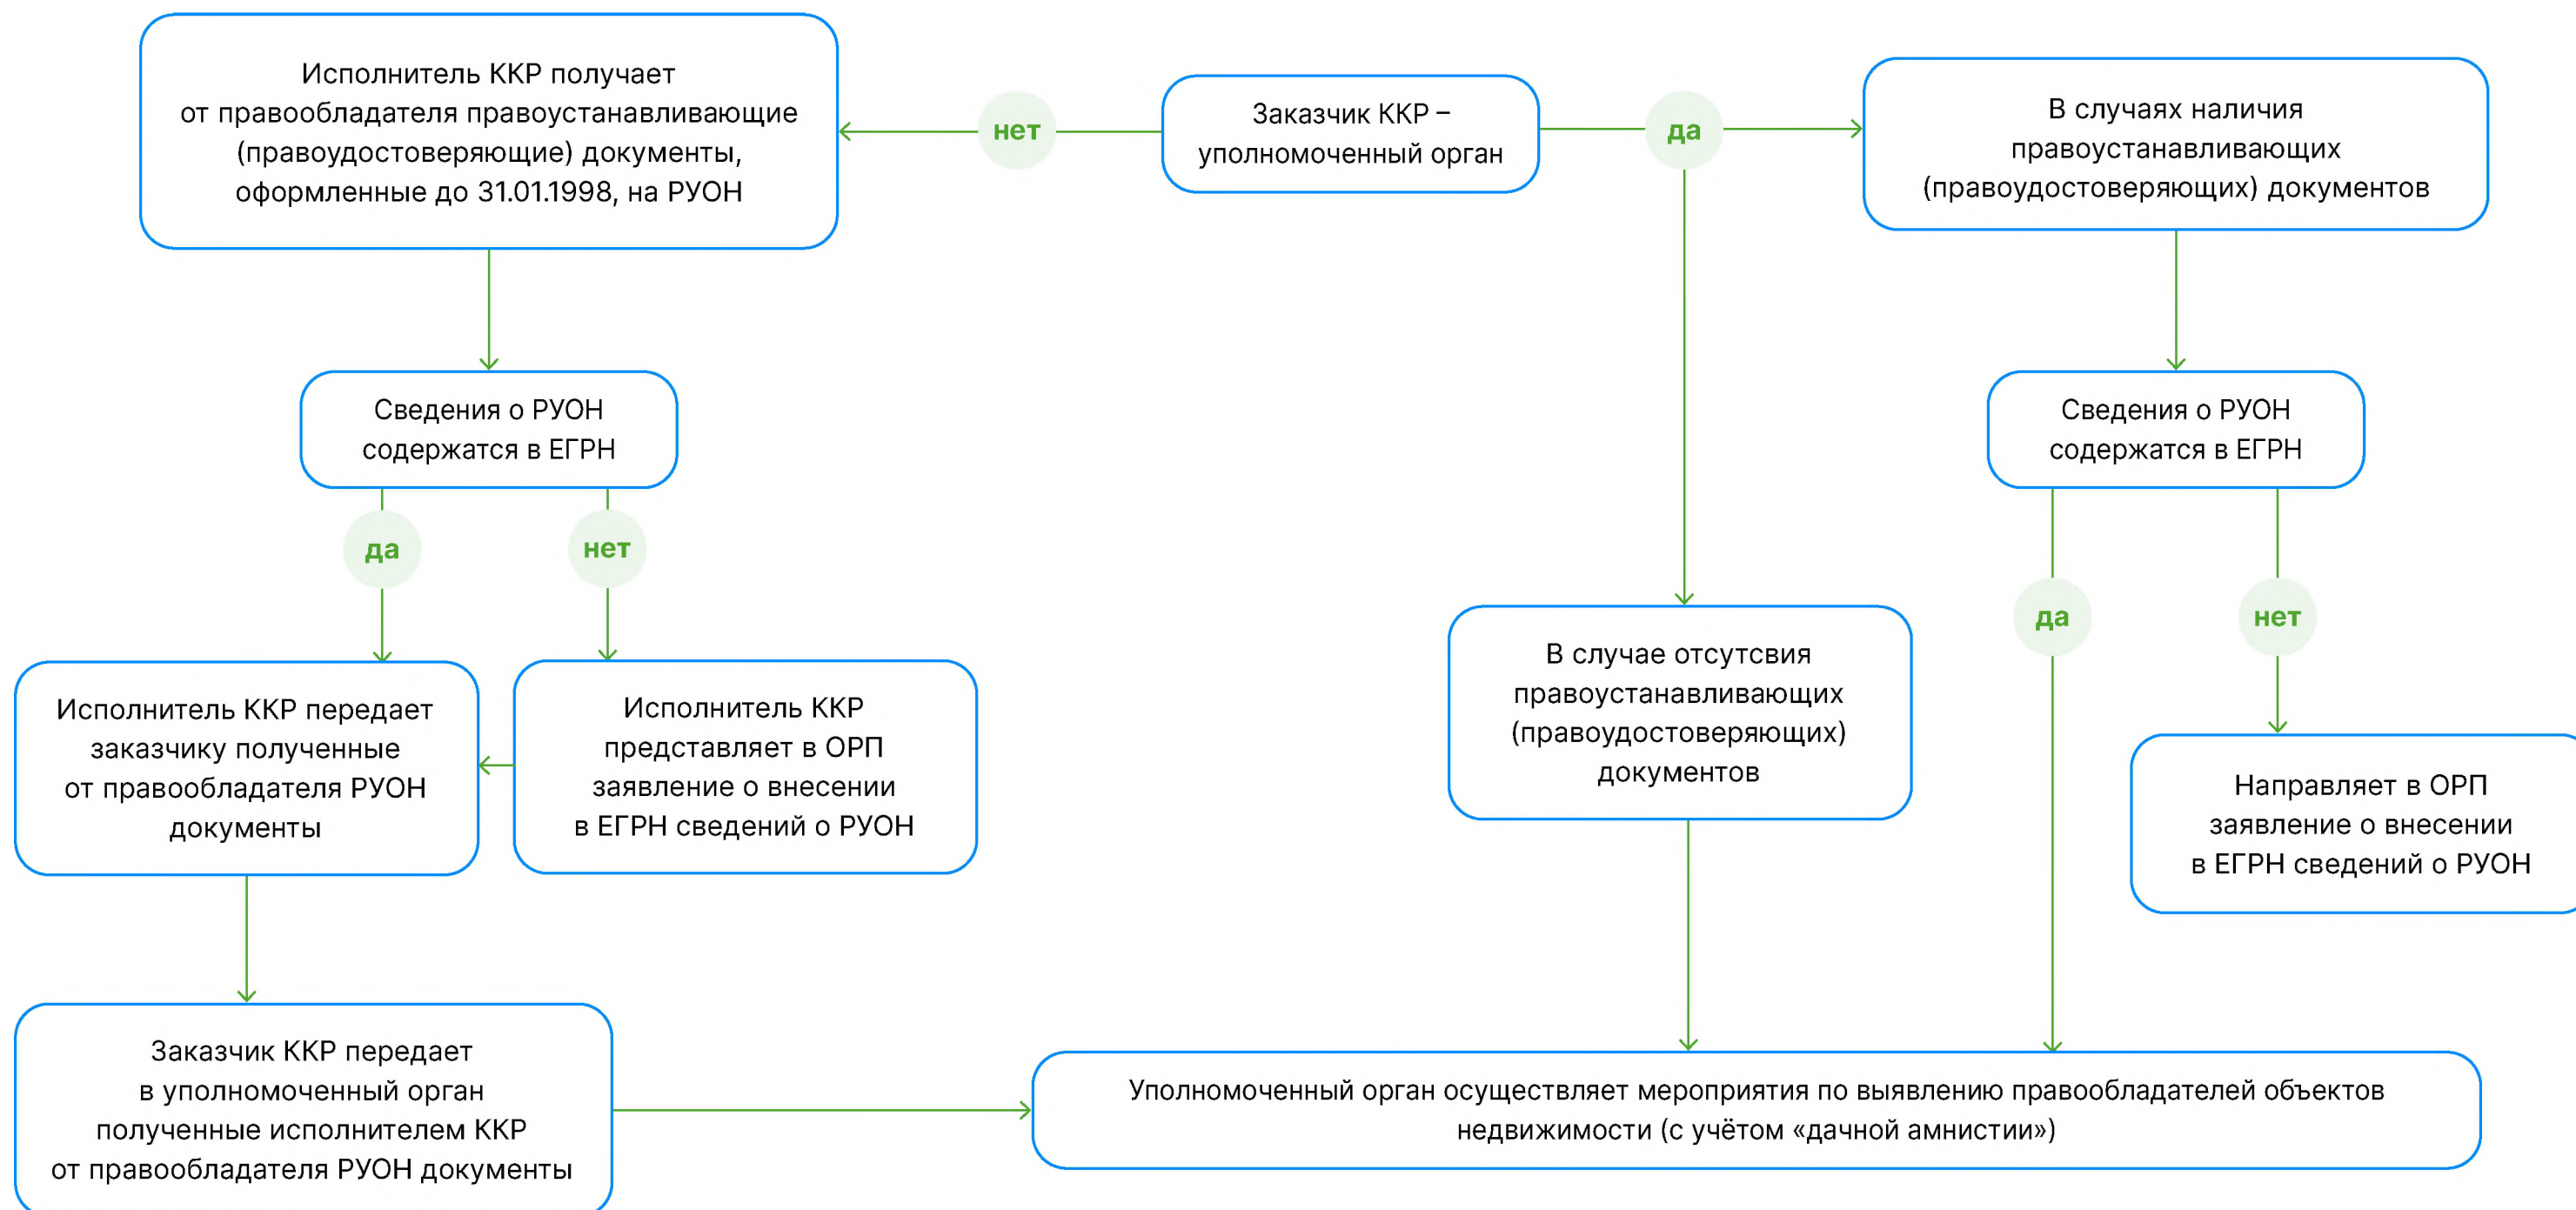 Исполнитель ККР получает
от правообладателя правоустанавливающие
(правоудостоверяющие) документы,
оформленные до 31.01.1998, на РУОН
нет
Заказчик ККР –
уполномоченный орган
да
В случаях наличия
правоустанавливающих
(правоудостоверяющих) документов
Сведения о РУОН
содержатся в ЕГРН
Сведения о РУОН
содержатся в ЕГРН
да
нет
да
нет
Исполнитель ККР передает
заказчику полученные
от правообладателя РУОН
документы
Исполнитель ККР
представляет в ОРП
заявление о внесении
в ЕГРН сведений о РУОН
В случае отсутсвия
правоустанавливающих
(правоудостоверяющих)
документов
Направляет в ОРП
заявление о внесении
в ЕГРН сведений о РУОН
Заказчик ККР передает
в уполномоченный орган
полученные исполнителем ККР
от правообладателя РУОН документы
Уполномоченный орган осуществляет мероприятия по выявлению правообладателей объектов
недвижимости (с учётом «дачной амнистии»)